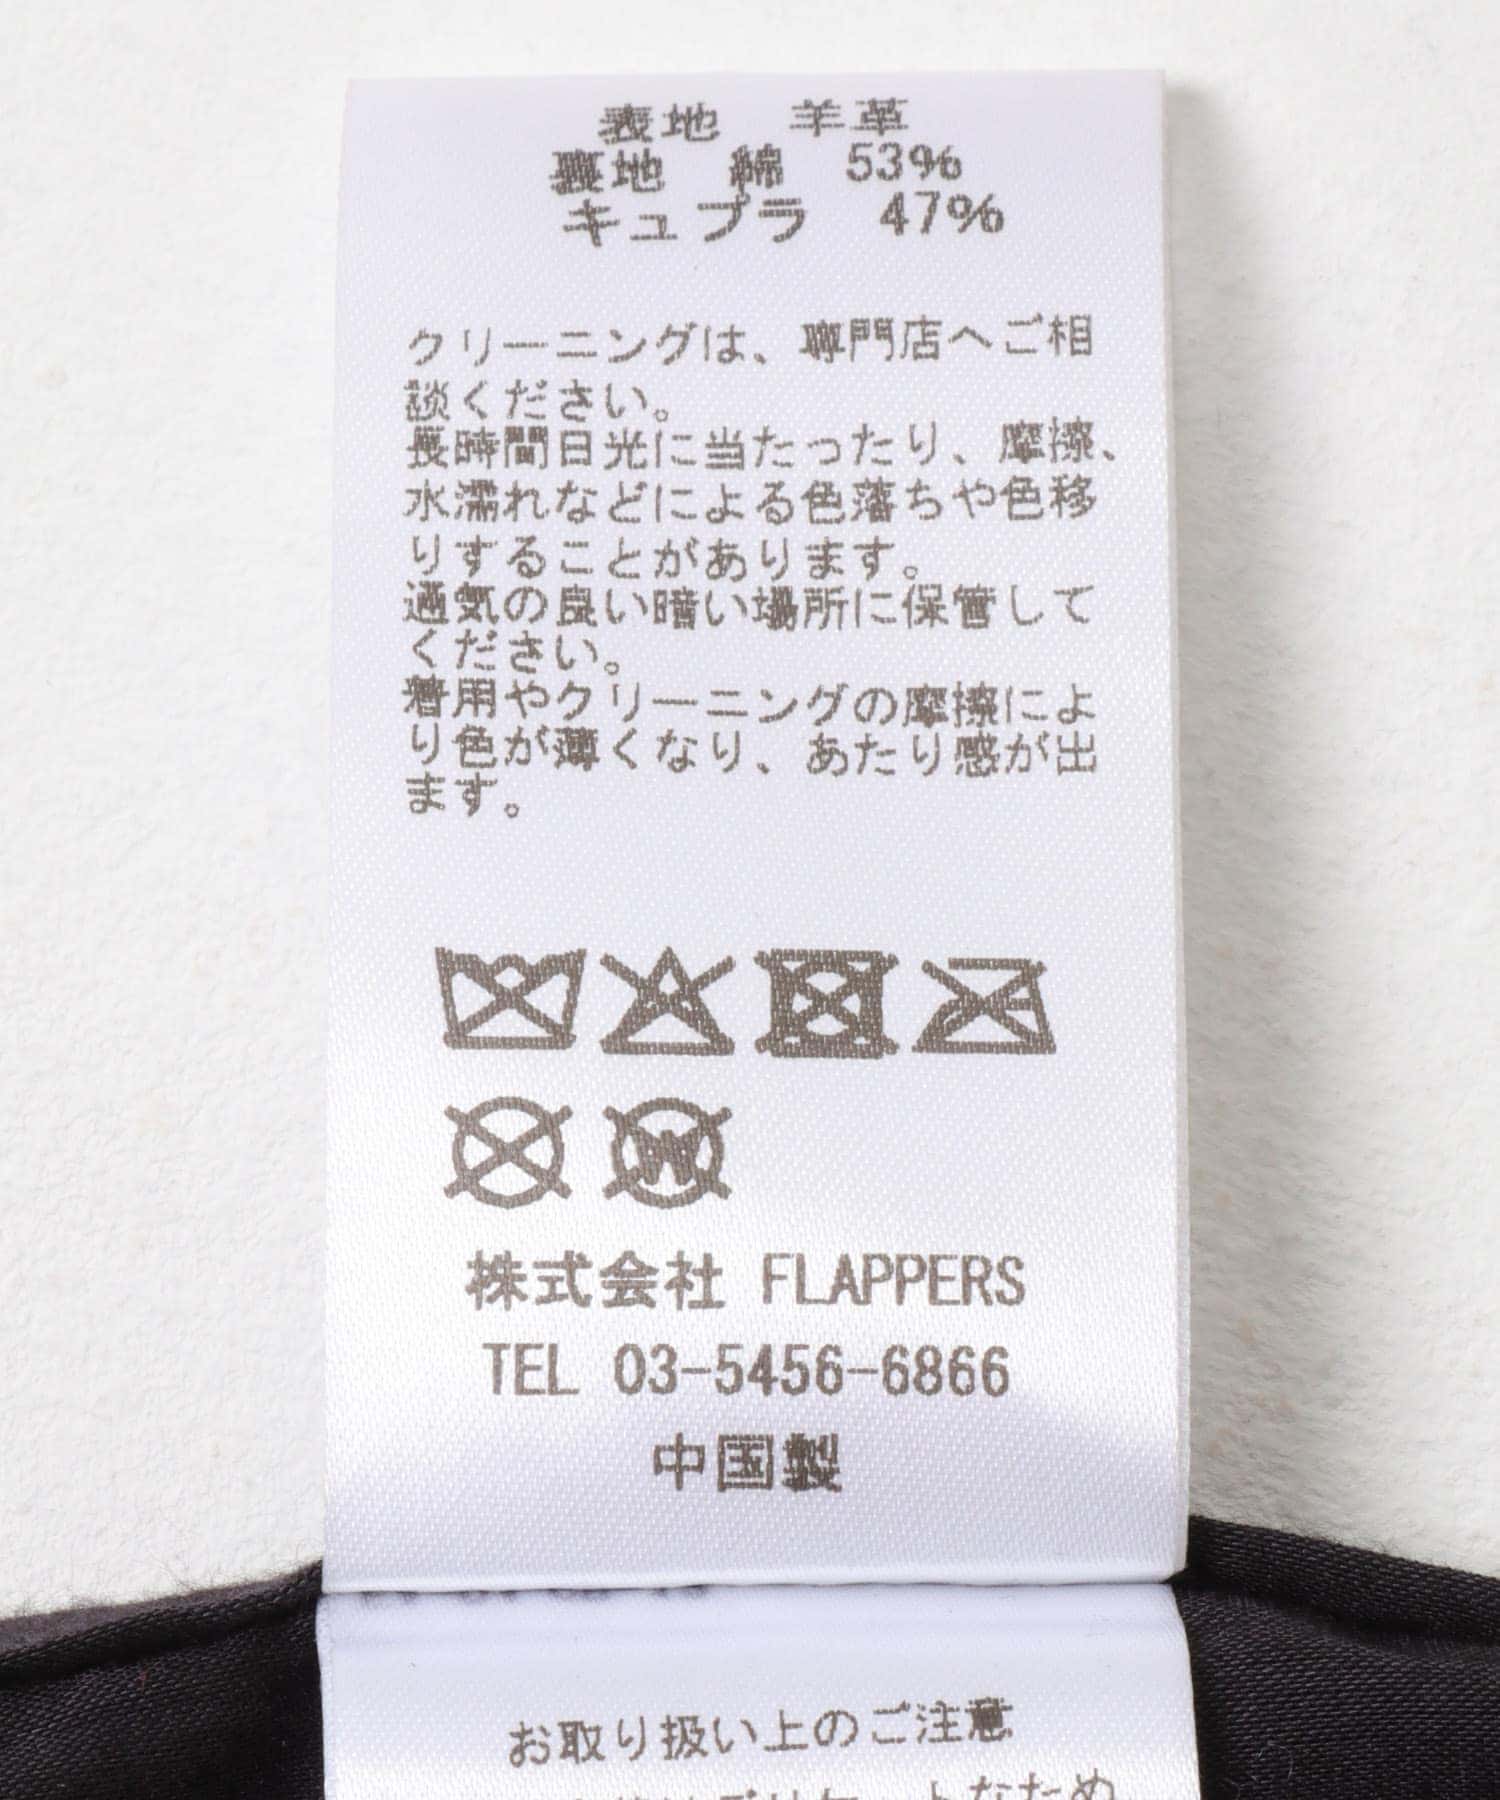 表地　羊革
裏地　綿　53%
キュプラ　47%
クリーニングは、専門店へご相
談ください。
長時間日光に当たったり、摩擦、
水濡れなどによる色落ちや色移
りすることがあります。
通気の良い暗い場所に保管して
ください。
着用やクリーニングの摩擦によ
り色が薄くなり、あたり感が出
ます。
W
株式会社 FLAPPERS
TEL 03-5456-6866
中国製
お取り扱い上のご注意